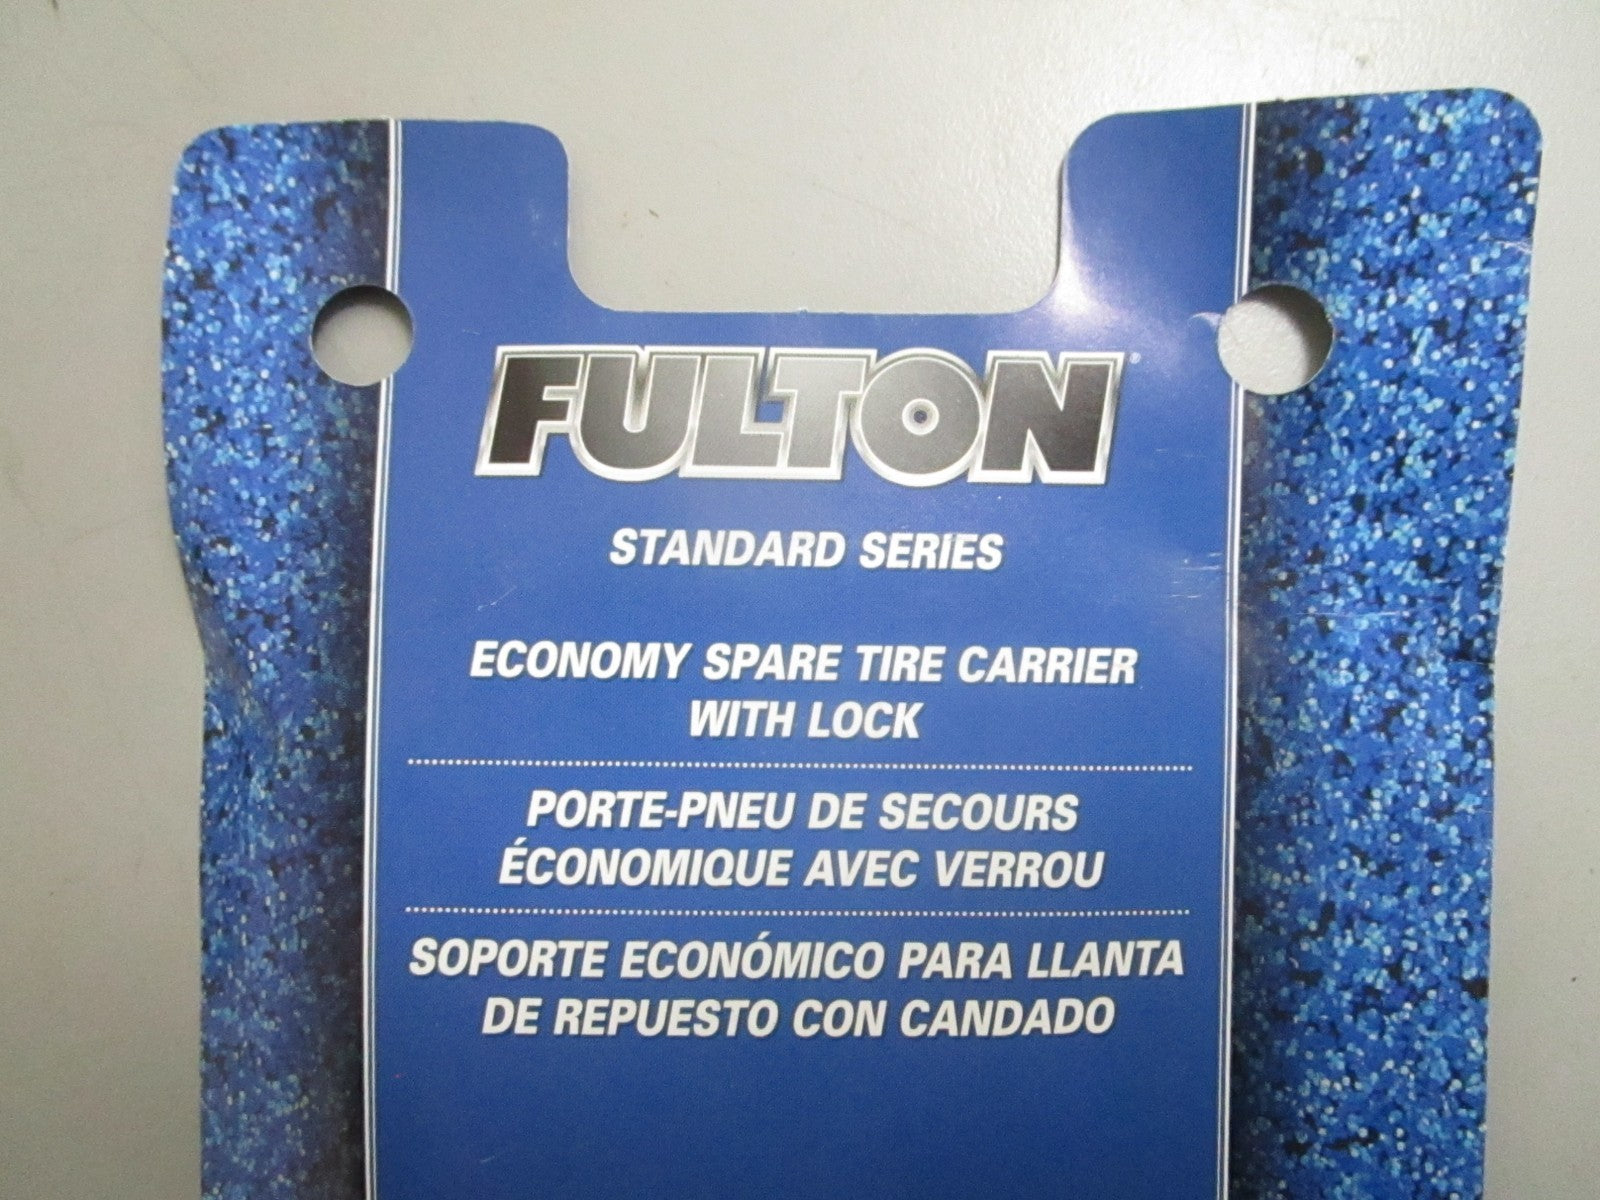 FULTON®
STANDARD SERIES
ECONOMY SPARE TIRE CARRIER
WITH LOCK
PORTE-PNEU DE SECOURS
ÉCONOMIQUE AVEC VERROU
SOPORTE ECONÓMICO PARA LLANTA
DE REPUESTO CON CANDADO